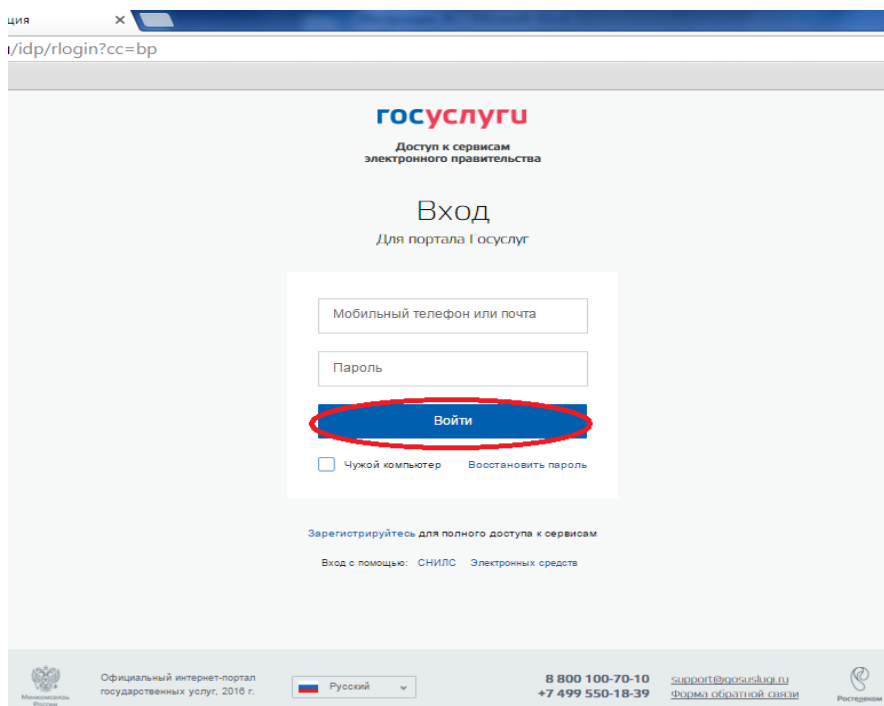 ция ×
/idp/rlogin?cc=bp
госуслуги
Доступ к сервисам
электронного правительства
Вход
Для портала Госуслуг
Мобильный телефон или почта
Пароль
Войти
Чужой компьютер Восстановить пароль
Зарегистрируйтесь для полного доступа к сервисам
Вход с помощью: СНИЛС Электронных средств
Официальный интернет-портал
государственных услуг, 2016 г.
Русский
8 800 100-70-10
+7 499 550-18-39
support@gosuslugi.ru
Форма обратной связи
Минкомсвязь
России
Ростелеком